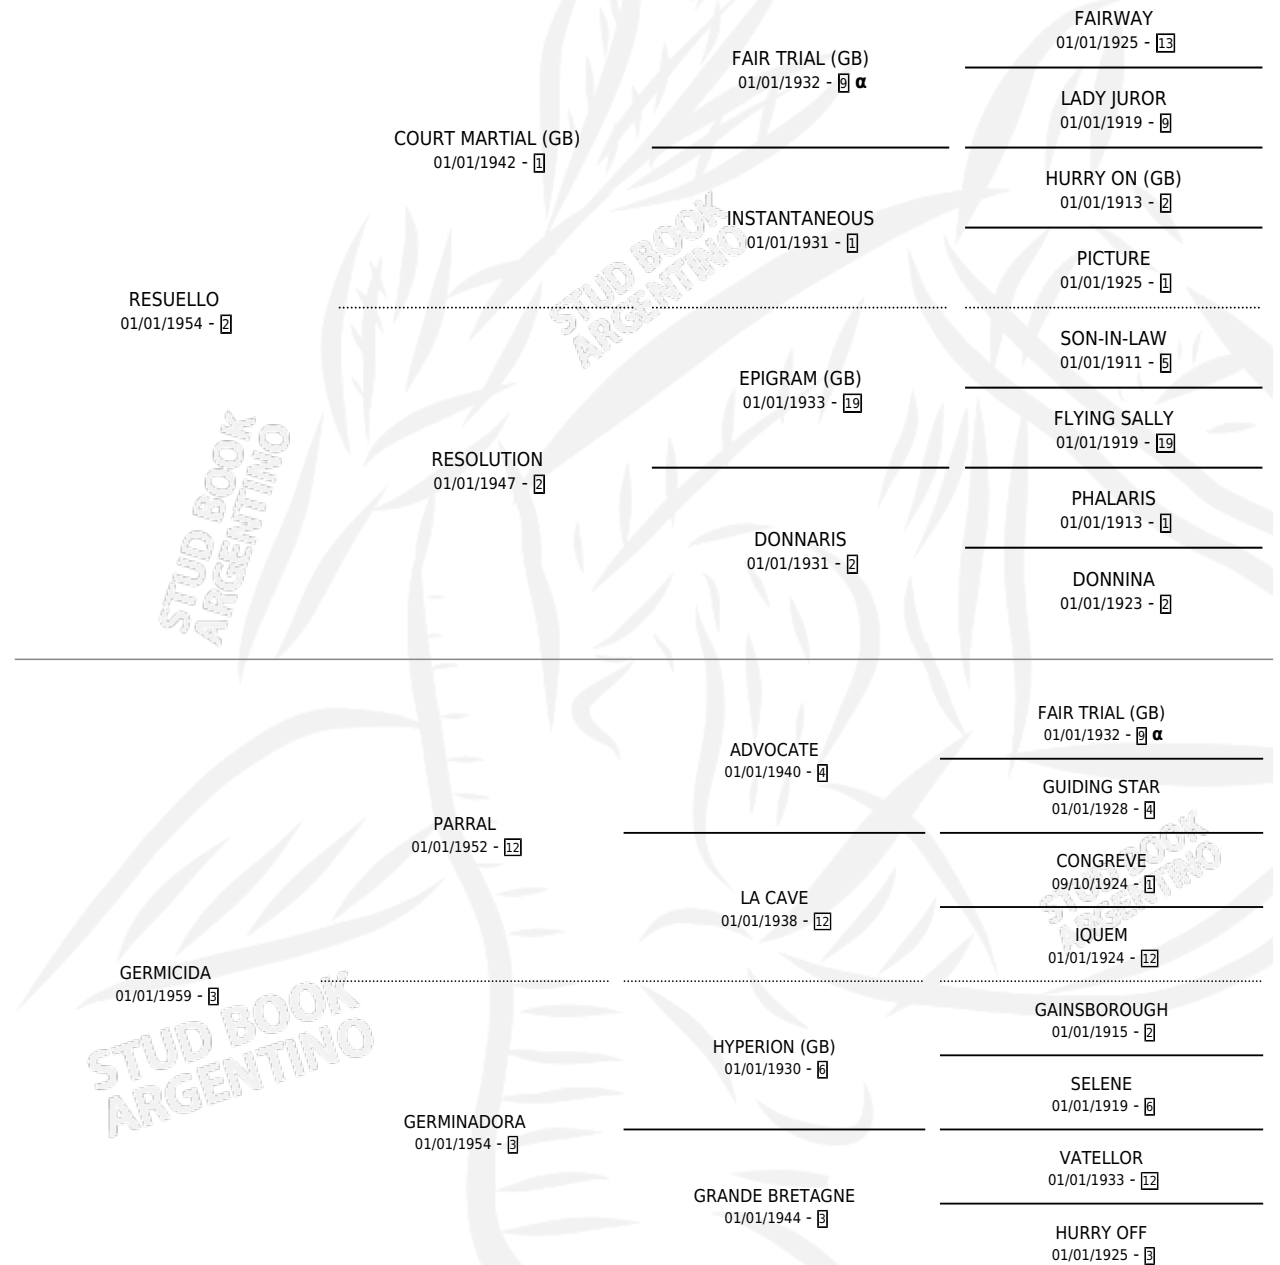 FAIRWAY
01/01/1925 - 13
FAIR TRIAL (GB)
01/01/1932 - 9 α
LADY JUROR
01/01/1919 - 9
COURT MARTIAL (GB)
01/01/1942 - 1
HURRY ON (GB)
01/01/1913 - 2
INSTANTANEOUS
01/01/1931 - 1
PICTURE
01/01/1925 - 1
RESUELLO
01/01/1954 - 2
SON-IN-LAW
01/01/1911 - 5
EPIGRAM (GB)
01/01/1933 - 19
FLYING SALLY
01/01/1919 - 19
RESOLUTION
01/01/1947 - 2
PHALARIS
01/01/1913 - 1
DONNARIS
01/01/1931 - 2
DONNINA
01/01/1923 - 2
FAIR TRIAL (GB)
01/01/1932 - 9 α
ADVOCATE
01/01/1940 - 4
GUIDING STAR
01/01/1928 - 4
PARRAL
01/01/1952 - 12
CONGREVE
09/10/1924 - 1
LA CAVE
01/01/1938 - 12
IQUEM
01/01/1924 - 12
GERMICIDA
01/01/1959 - 3
GAINSBOROUGH
01/01/1915 - 2
HYPERION (GB)
01/01/1930 - 6
SELENE
01/01/1919 - 6
GERMINADORA
01/01/1954 - 3
VATELLOR
01/01/1933 - 12
GRANDE BRETAGNE
01/01/1944 - 3
HURRY OFF
01/01/1925 - 3
STUD BOOK
ARGENTINO
STUD BOOK
ARGENTINO
STUD BOOK
ARGENTINO
STUD BOOK
ARGENTINO